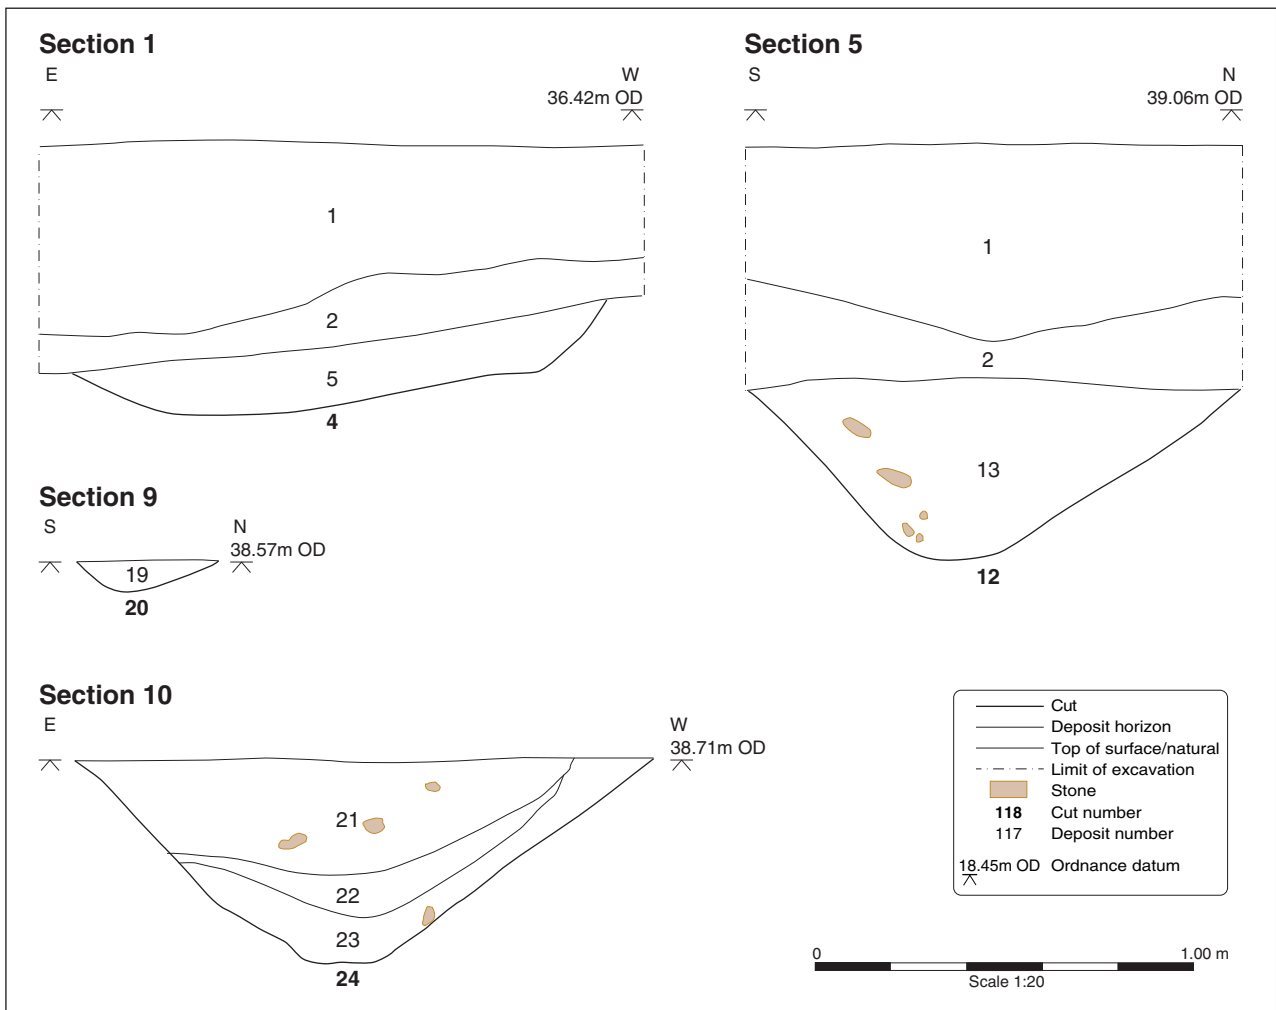 Section 1
E
W
36.42m OD
1
2
5
4
Section 5
S
N
39.06m OD
1
2
13
12
Section 9
S
N
38.57m OD
19
20
Section 10
E
W
38.71m OD
21
22
23
24
Cut
Deposit horizon
Top of surface/natural
Limit of excavation
Stone
118 Cut number
117 Deposit number
18.45m OD Ordnance datum
0 1.00 m
Scale 1:20